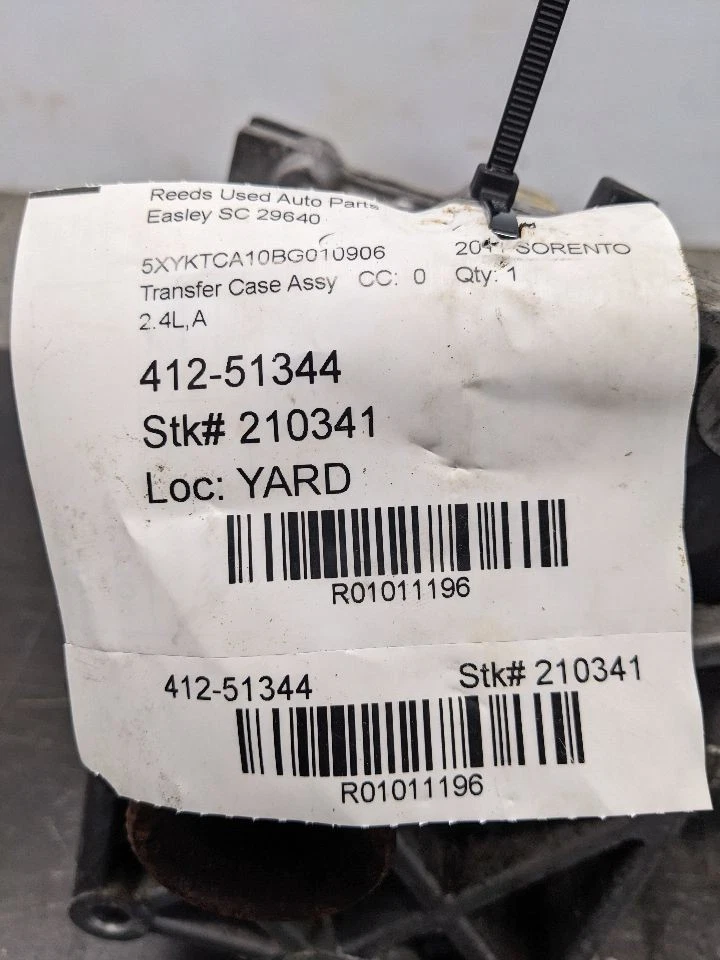 Reeds Used Auto Parts
Easley SC 29640
5XYKTCA10BG010906 SORENTO
Transfer Case Assy CC: 0 Qty: 1
2.4L,A
412-51344
Stk# 210341
Loc: YARD
R01011196
412-51344 Stk# 210341
R01011196